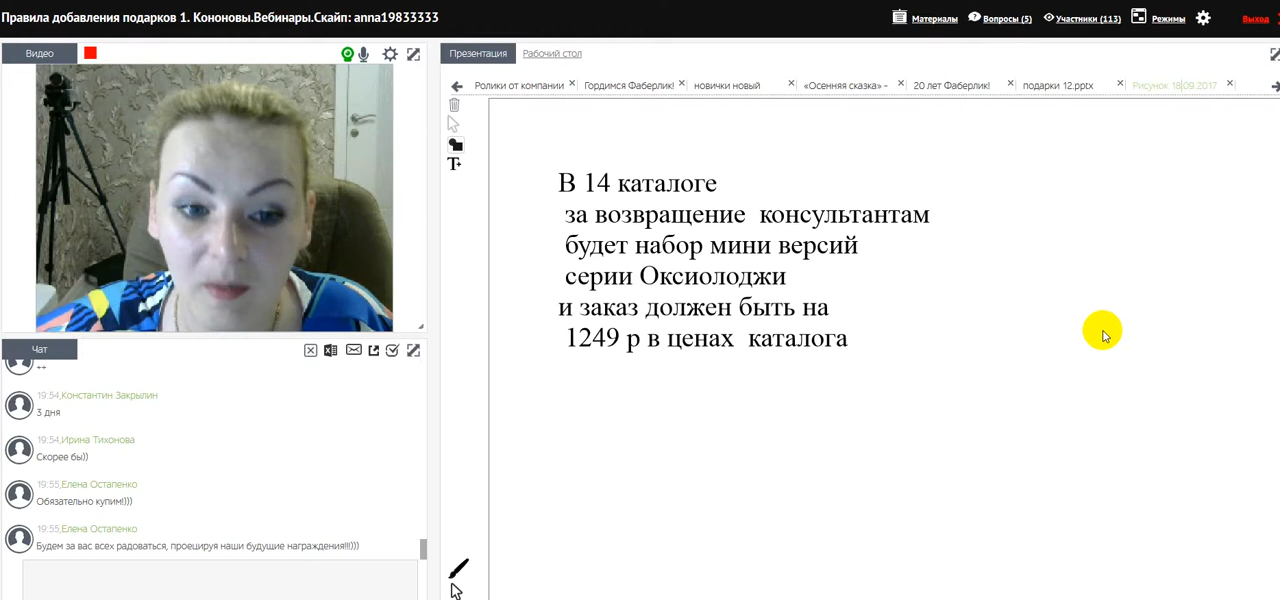 Правила добавления подарков 1. Кононовы.Вебинары.Скайп: anna19833333
Материалы Вопросы (5) Участники (113) Режимы Выход
Видео
Презентация Рабочий стол
Ролики от компании Гордимся Фаберлик! новички новый «Осенняя сказка» - 20 лет Фаберлик! подарки 12.pptx Рисунок 18.09.2017
T+
В 14 каталоге
за возвращение консультантам
будет набор мини версий
серии Оксиолоджи
и заказ должен быть на
1249 р в ценах каталога
Чат
++
19:54,Константин Закрылин
3 дня
19:54,Ирина Тихонова
Скорее бы))
19:55,Елена Остапенко
Обязательно купим!)))
19:55,Елена Остапенко
Будем за вас всех радоваться, проецируя наши будущие награждения!!!)))